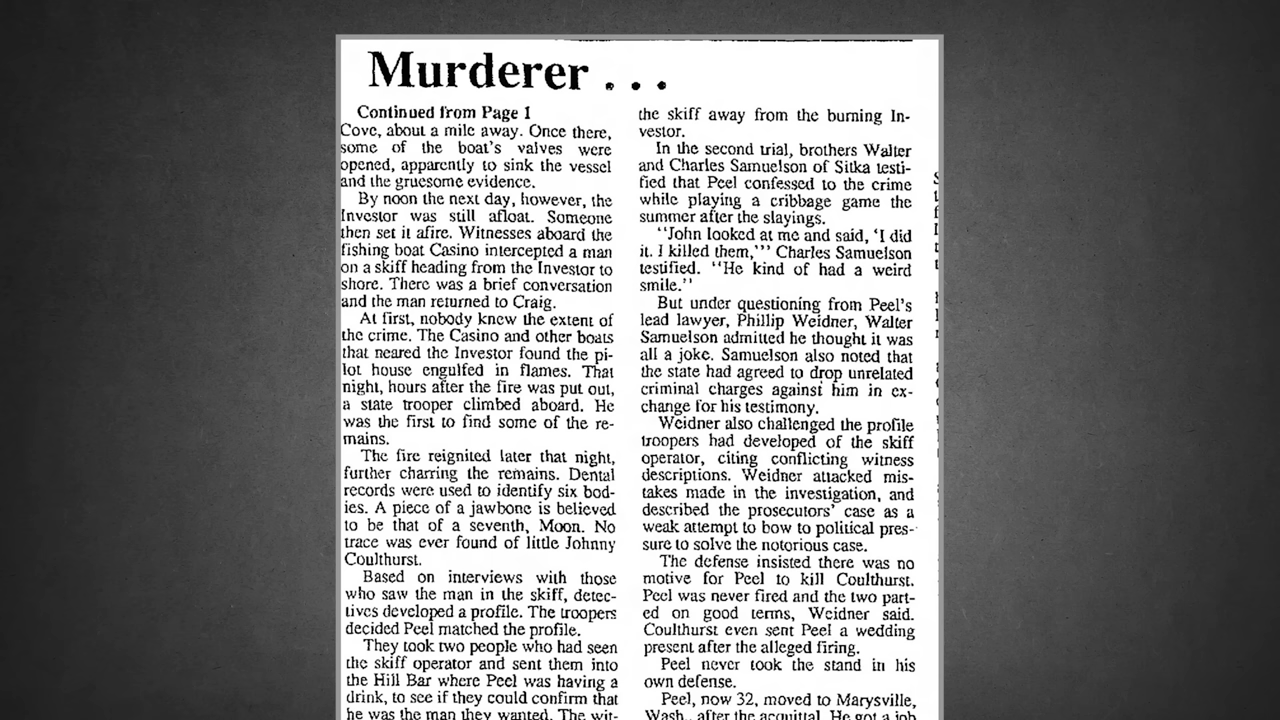 Murderer . . .
Continued from Page 1
Cove, about a mile away. Once there,
some of the boat's valves were
opened, apparently to sink the vessel
and the gruesome evidence.
By noon the next day, however, the
Investor was still afloat. Someone
then set it afire. Witnesses aboard the
fishing boat Casino intercepted a man
on a skiff heading from the Investor to
shore. There was a brief conversation
and the man returned to Craig.
At first, nobody knew the extent of
the crime. The Casino and other boats
that neared the Investor found the pi-
lot house engulfed in flames. That
night, hours after the fire was put out,
a state trooper climbed aboard. He
was the first to find some of the re-
mains.
The fire reignited later that night,
further charring the remains. Dental
records were used to identify six bod-
ies. A piece of a jawbone is believed
to be that of a seventh, Moon. No
trace was ever found of little Johnny
Coulthurst.
Based on interviews with those
who saw the man in the skiff, detec-
tives developed a profile. The troopers
decided Peel matched the profile.
They took two people who had seen
the skiff operator and sent them into
the Hill Bar where Peel was having a
drink, to see if they could confirm that
he was the man they wanted. The wit-
the skiff away from the burning In-
vestor.
In the second trial, brothers Walter
and Charles Samuelson of Sitka testi-
fied that Peel confessed to the crime
while playing a cribbage game the
summer after the slayings.
"John looked at me and said, 'I did
it. I killed them,'" Charles Samuelson
testified. "He kind of had a weird
smile."
But under questioning from Peel's
lead lawyer, Phillip Weidner, Walter
Samuelson admitted he thought it was
all a joke. Samuelson also noted that
the state had agreed to drop unrelated
criminal charges against him in ex-
change for his testimony.
Weidner also challenged the profile
troopers had developed of the skiff
operator, citing conflicting witness
descriptions. Weidner attacked mis-
takes made in the investigation, and
described the prosecutors' case as a
weak attempt to bow to political pres-
sure to solve the notorious case.
The defense insisted there was no
motive for Peel to kill Coulthurst.
Peel was never fired and the two part-
ed on good terms, Weidner said.
Coulthurst even sent Peel a wedding
present after the alleged firing.
Peel never took the stand in his
own defense.
Peel, now 32, moved to Marysville,
Wash., after the acquittal. He got a job